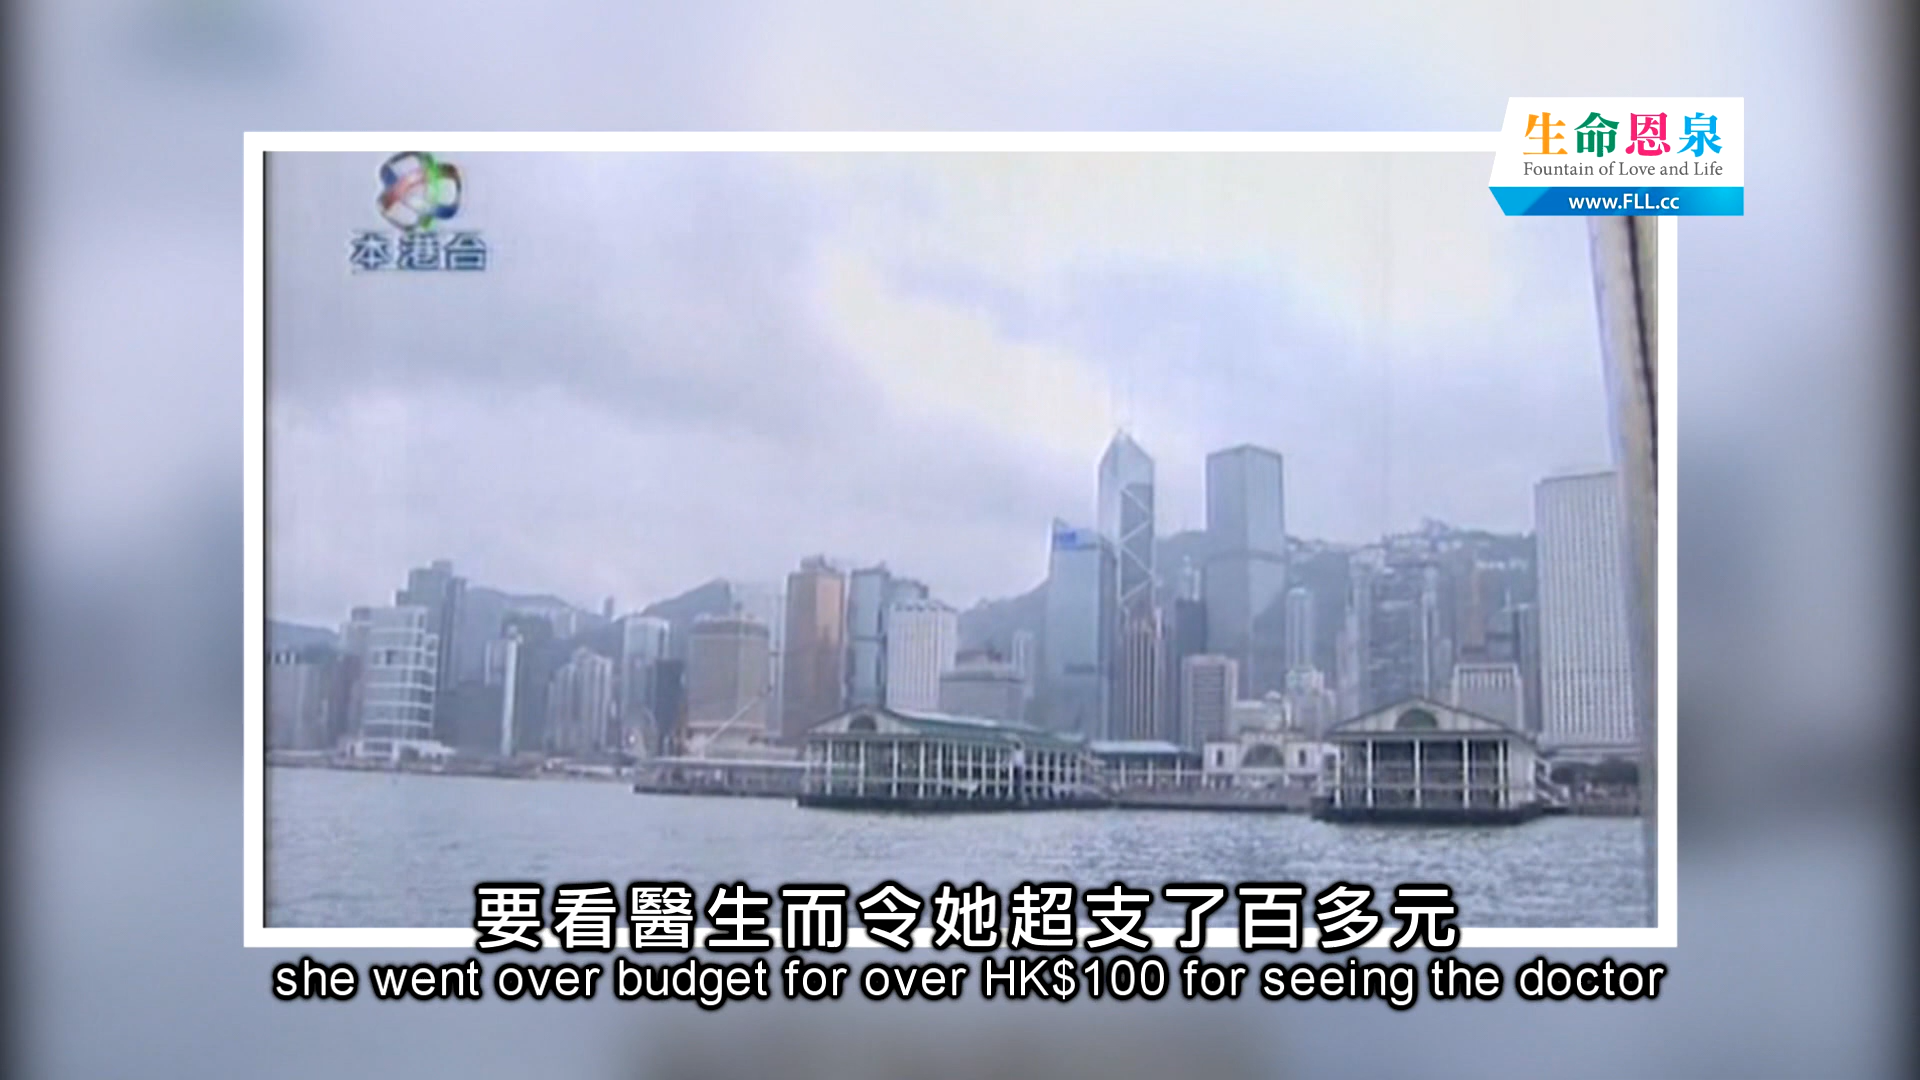 生命恩泉
Fountain of Love and Life
www.FLL.cc
本港台
要看醫生而令她超支了百多元
she went over budget for over HK$100 for seeing the doctor